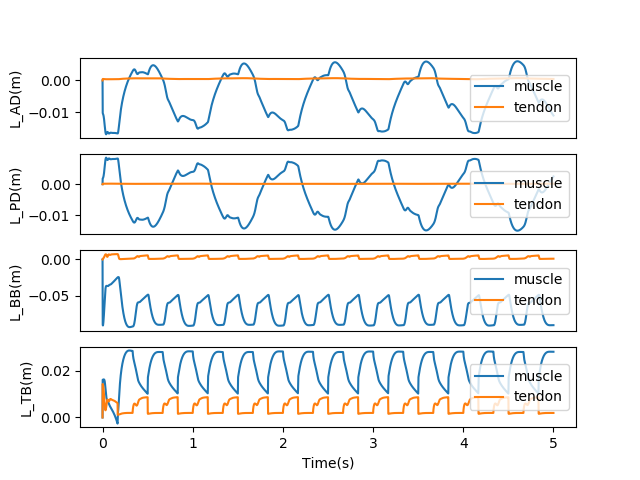 L_AD(m)
0.00
−0.01
muscle
tendon
L_PD(m)
0.00
−0.01
muscle
tendon
L_BB(m)
0.00
−0.05
muscle
tendon
L_TB(m)
0.02
0.00
muscle
tendon
0 1 2 3 4 5
Time(s)